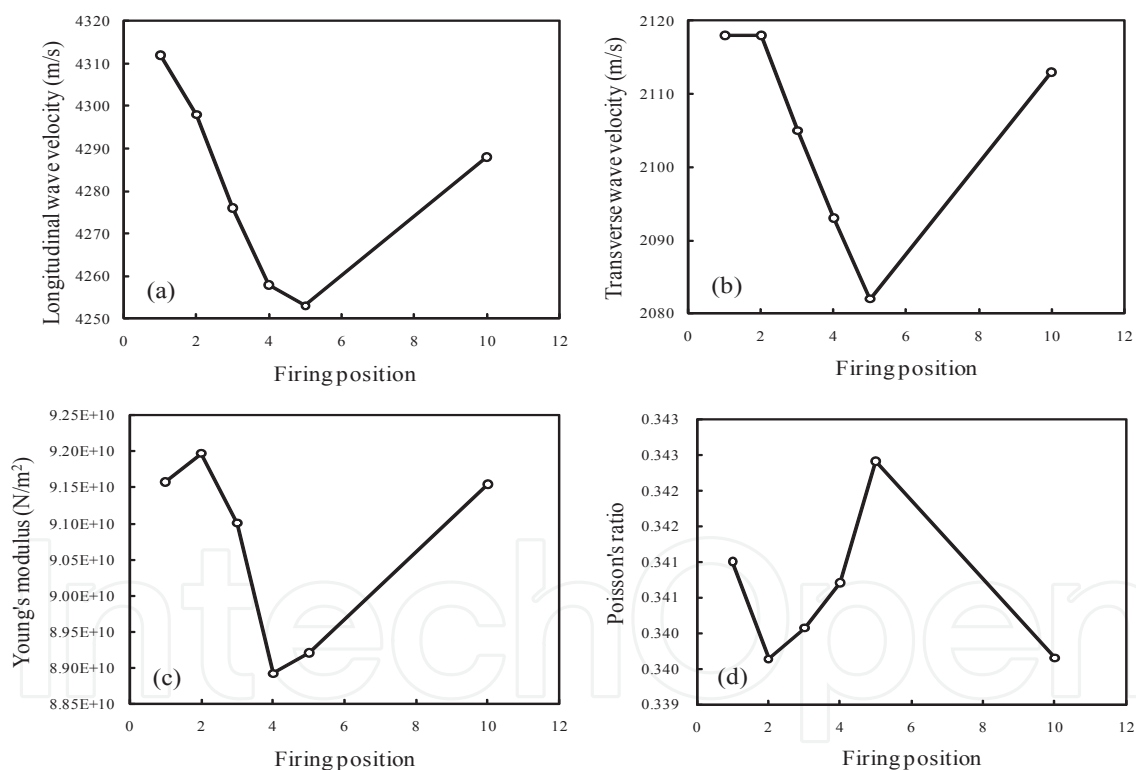 4320
4310
4300
4290
4280
4270
4260
4250
Longitudinal wave velocity (m/s)
(a)
0 2 4 6 8 10 12
Firing position
2120
2110
2100
2090
2080
Transverse wave velocity (m/s)
(b)
0 2 4 6 8 10 12
Firing position
9.25E+10
9.20E+10
9.15E+10
9.10E+10
9.05E+10
9.00E+10
8.95E+10
8.90E+10
8.85E+10
Young's modulus (N/m²)
(c)
0 2 4 6 8 10 12
Firing position
0.343
0.343
0.342
0.342
0.341
0.341
0.340
0.340
0.339
Poisson's ratio
(d)
0 2 4 6 8 10 12
Firing position
IntechOpen